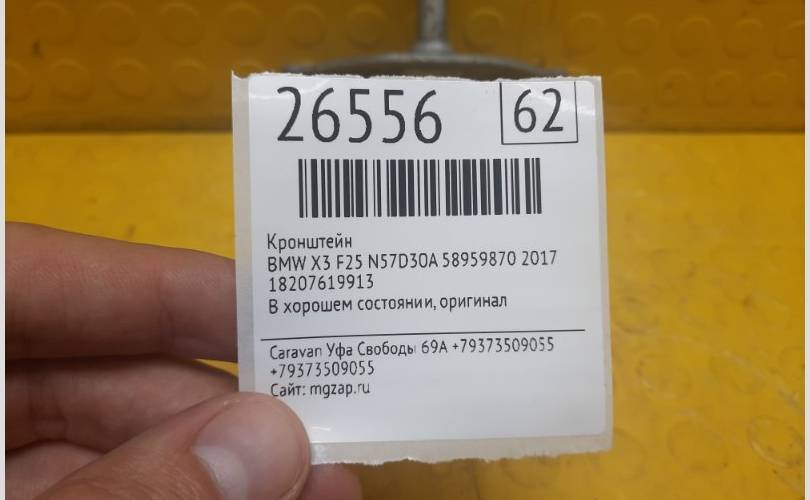 26556 62
Кронштейн
BMW X3 F25 N57D30A 58959870 2017
18207619913
В хорошем состоянии, оригинал
Caravan Уфа Свободы 69А +79373509055
+79373509055
Сайт: mgzap.ru